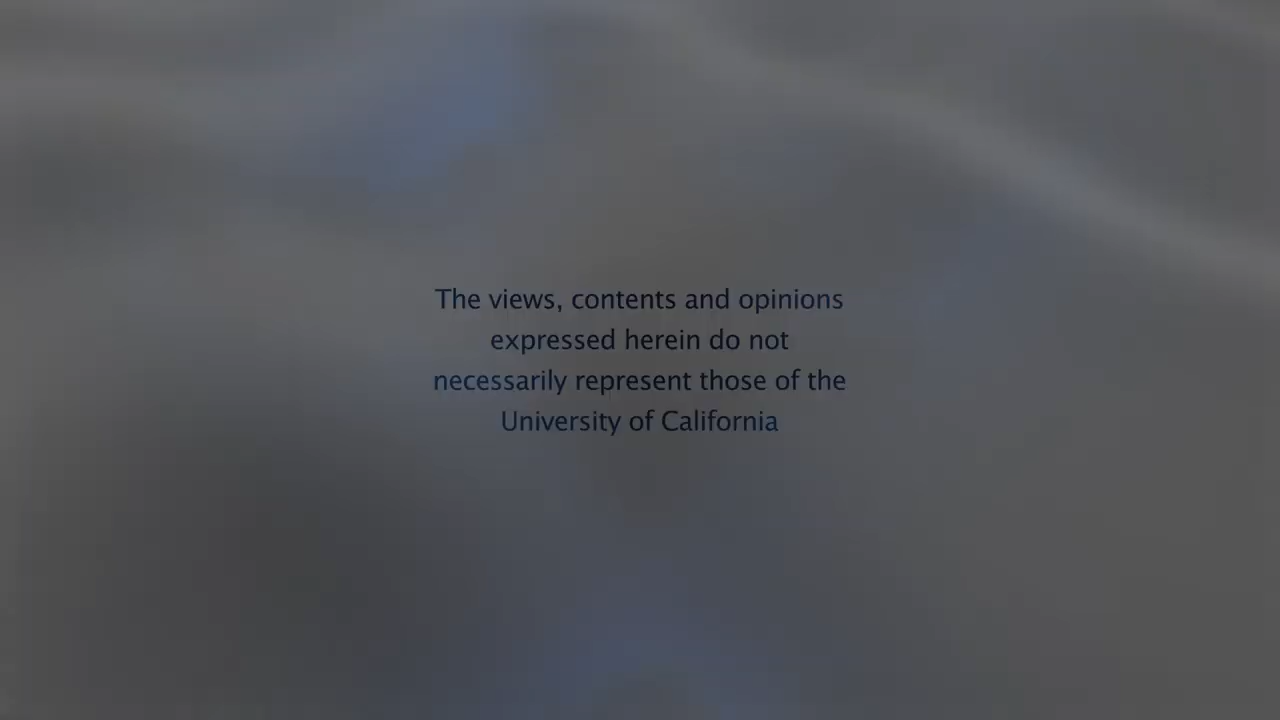 The views, contents and opinions
expressed herein do not
necessarily represent those of the
University of California